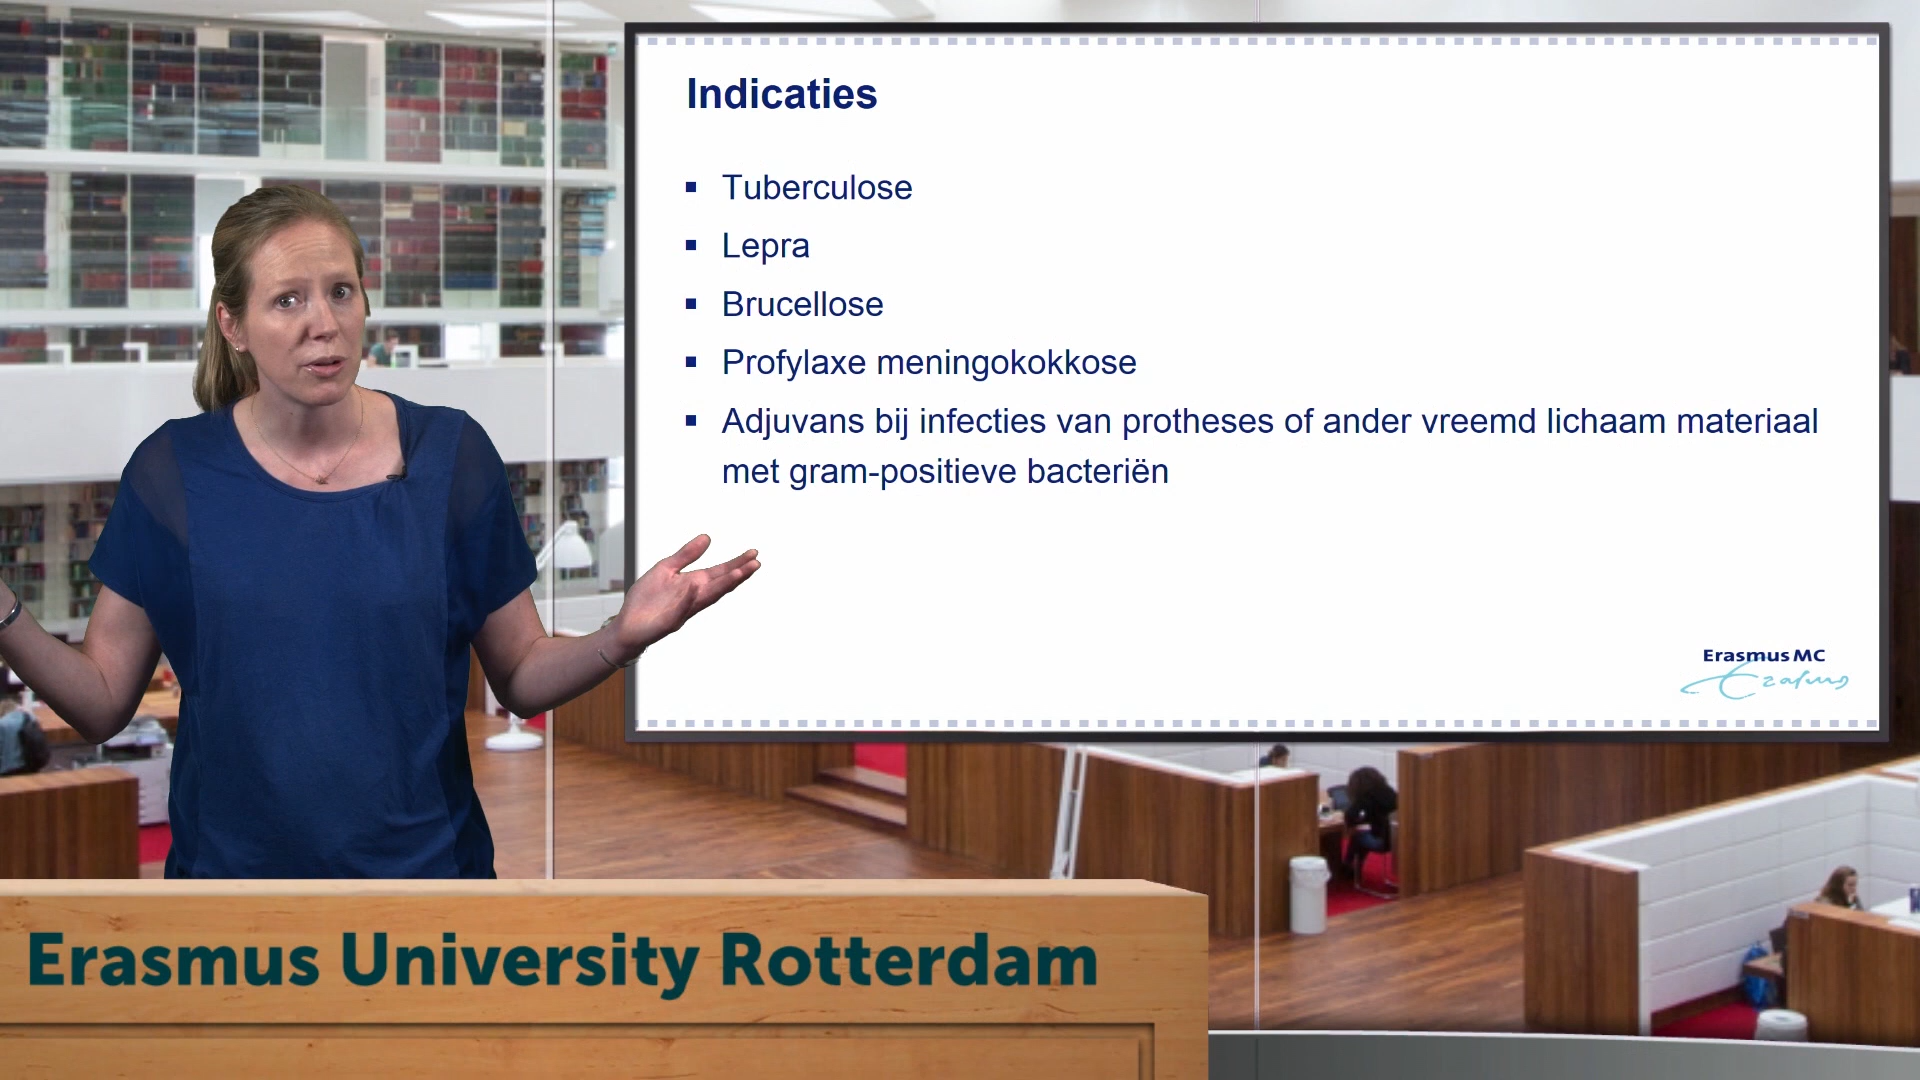 Indicaties
Tuberculose
Lepra
Brucellose
Profylaxe meningokokkose
Adjuvans bij infecties van protheses of ander vreemd lichaam materiaal
met gram-positieve bacteriën
Erasmus MC
Erasmus
Erasmus University Rotterdam